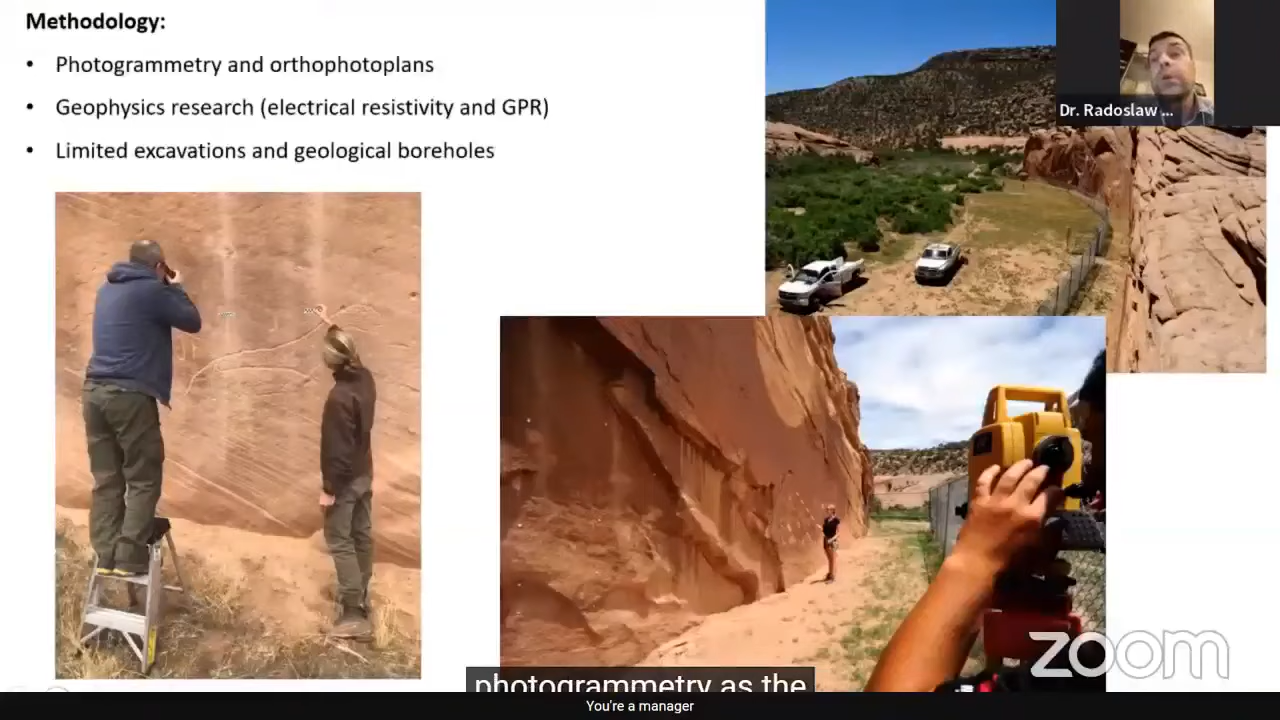 Methodology:
• Photogrammetry and orthophotoplans
• Geophysics research (electrical resistivity and GPR)
• Limited excavations and geological boreholes
Dr. Radoslaw ...
zoom
photogrammetry as the
You're a manager